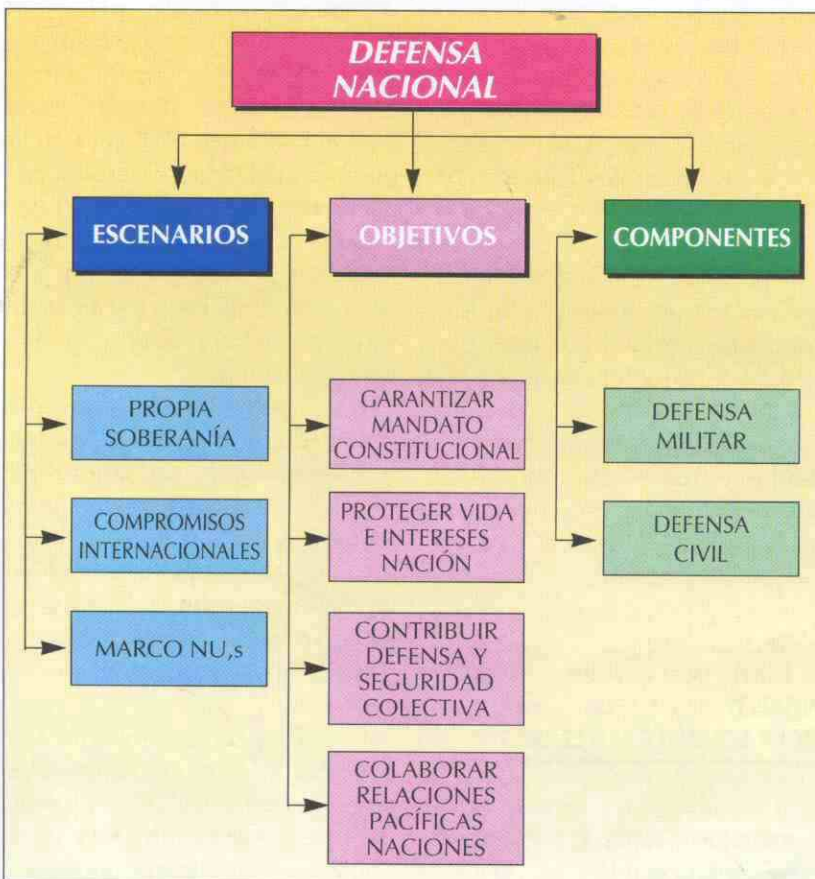 DEFENSA
NACIONAL
ESCENARIOS
OBJETIVOS
COMPONENTES
PROPIA
SOBERANÍA
COMPROMISOS
INTERNACIONALES
MARCO NU,s
GARANTIZAR
MANDATO
CONSTITUCIONAL
PROTEGER VIDA
E INTERESES
NACIÓN
CONTRIBUIR
DEFENSA Y
SEGURIDAD
COLECTIVA
COLABORAR
RELACIONES
PACÍFICAS
NACIONES
DEFENSA
MILITAR
DEFENSA
CIVIL